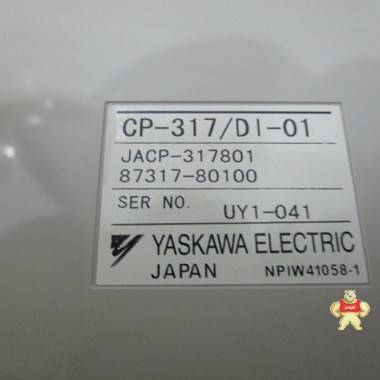 CP-317/DI-01
JACP-317801
87317-80100
SER NO. UY1-041
YASKAWA ELECTRIC
JAPAN NPIW41058-1